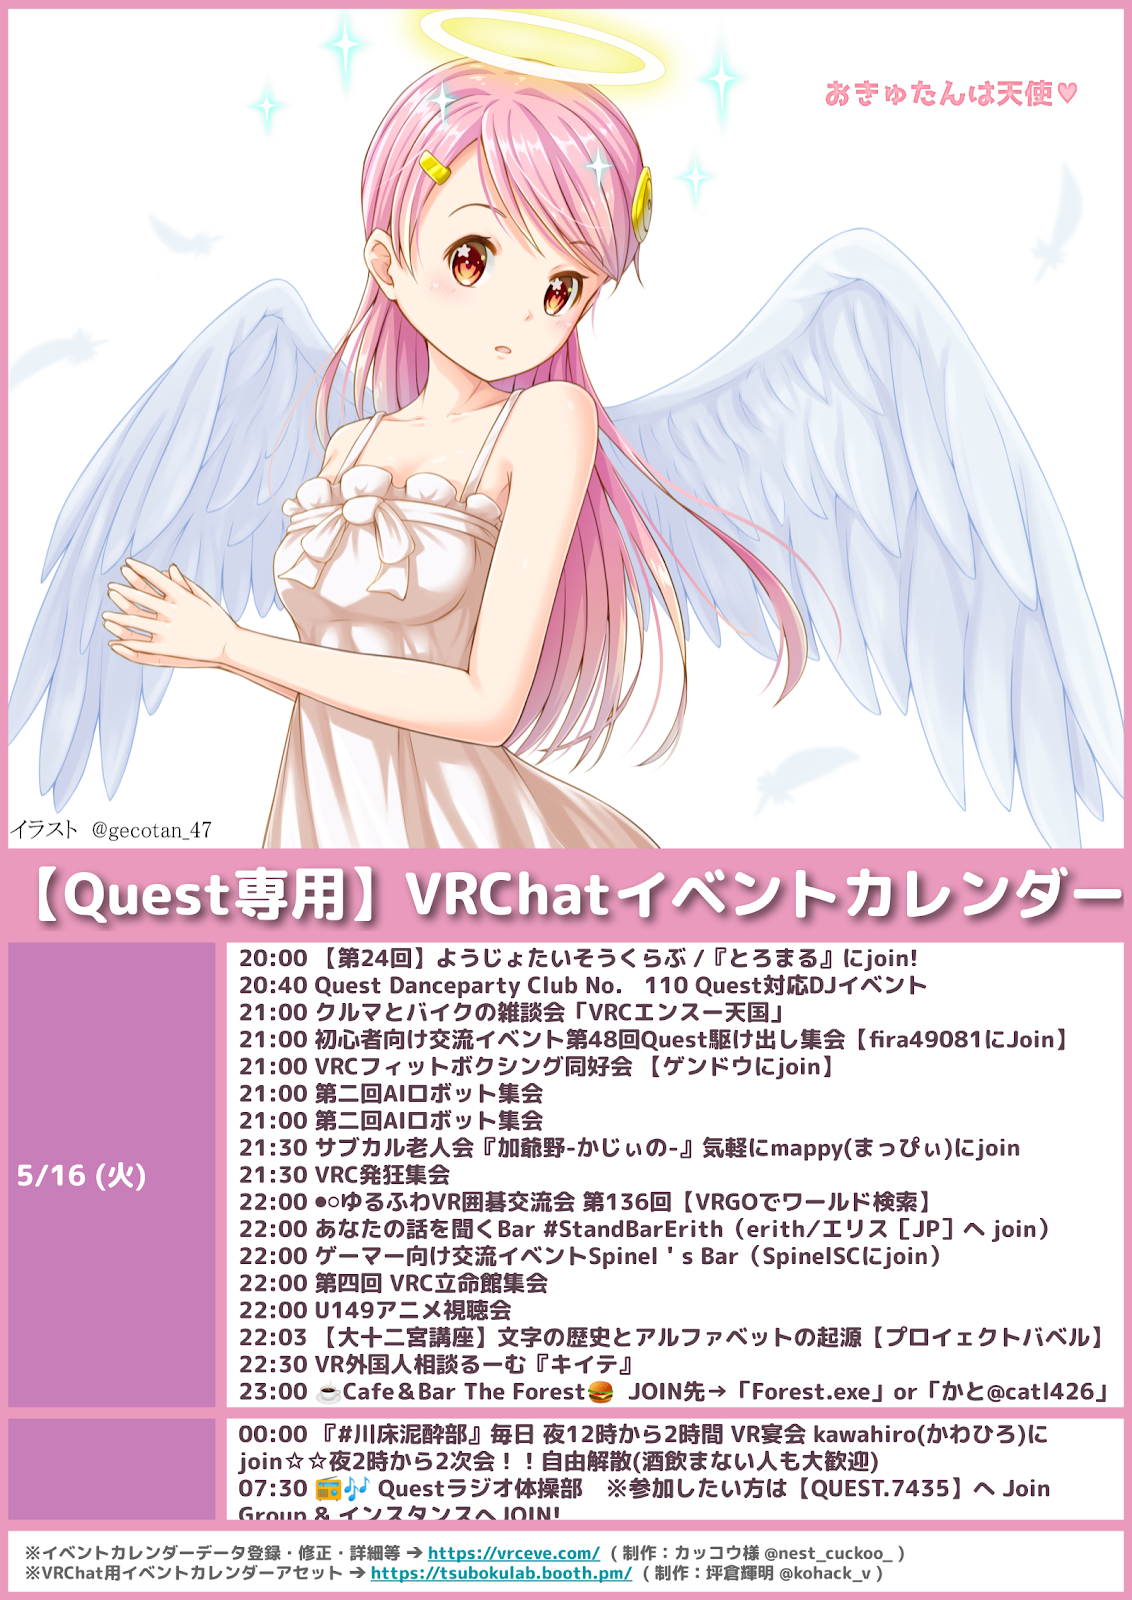 おきゅたんは天使♥
イラスト @gecotan_47
【Quest専用】VRChatイベントカレンダー
5/16 (火)
20:00 【第24回】ようじょたいそうくらぶ /『とろまる』にjoin!
20:40 Quest Danceparty Club No. 110 Quest対応DJイベント
21:00 クルマとバイクの雑談会「VRCエンスー天国」
21:00 初心者向け交流イベント第48回Quest駆け出し集会【fira49081にJoin】
21:00 VRCフィットボクシング同好会 【ゲンドウにjoin】
21:00 第二回AIロボット集会
21:00 第二回AIロボット集会
21:30 サブカル老人会『加爺野-かじぃの-』気軽にmappy(まっぴぃ)にjoin
21:30 VRC発狂集会
22:00 ●○ゆるふわVR囲碁交流会 第136回【VRGOでワールド検索】
22:00 あなたの話を聞くBar #StandBarErith（erith/エリス［JP］へ join）
22:00 ゲーマー向け交流イベントSpinel ' s Bar（SpinelSCにjoin）
22:00 第四回 VRC立命館集会
22:00 U149アニメ視聴会
22:03 【大十二宮講座】文字の歴史とアルファベットの起源【プロイェクトバベル】
22:30 VR外国人相談るーむ『キイテ』
23:00 ☕Cafe＆Bar The Forest🍔 JOIN先→「Forest.exe」or「かと@catl426」
00:00 『#川床泥酔部』毎日 夜12時から2時間 VR宴会 kawahiro(かわひろ)に
join☆☆夜2時から2次会！！自由解散(酒飲まない人も大歓迎)
07:30 📻🎶 Questラジオ体操部 ※参加したい方は【QUEST.7435】へ Join
Group & インスタンスへJOIN!
※イベントカレンダーデータ登録・修正・詳細等 ➔ https://vrceve.com/ ( 制作：カッコウ様 @nest_cuckoo_ )
※VRChat用イベントカレンダーアセット ➔ https://tsubokulab.booth.pm/ ( 制作：坪倉輝明 @kohack_v )